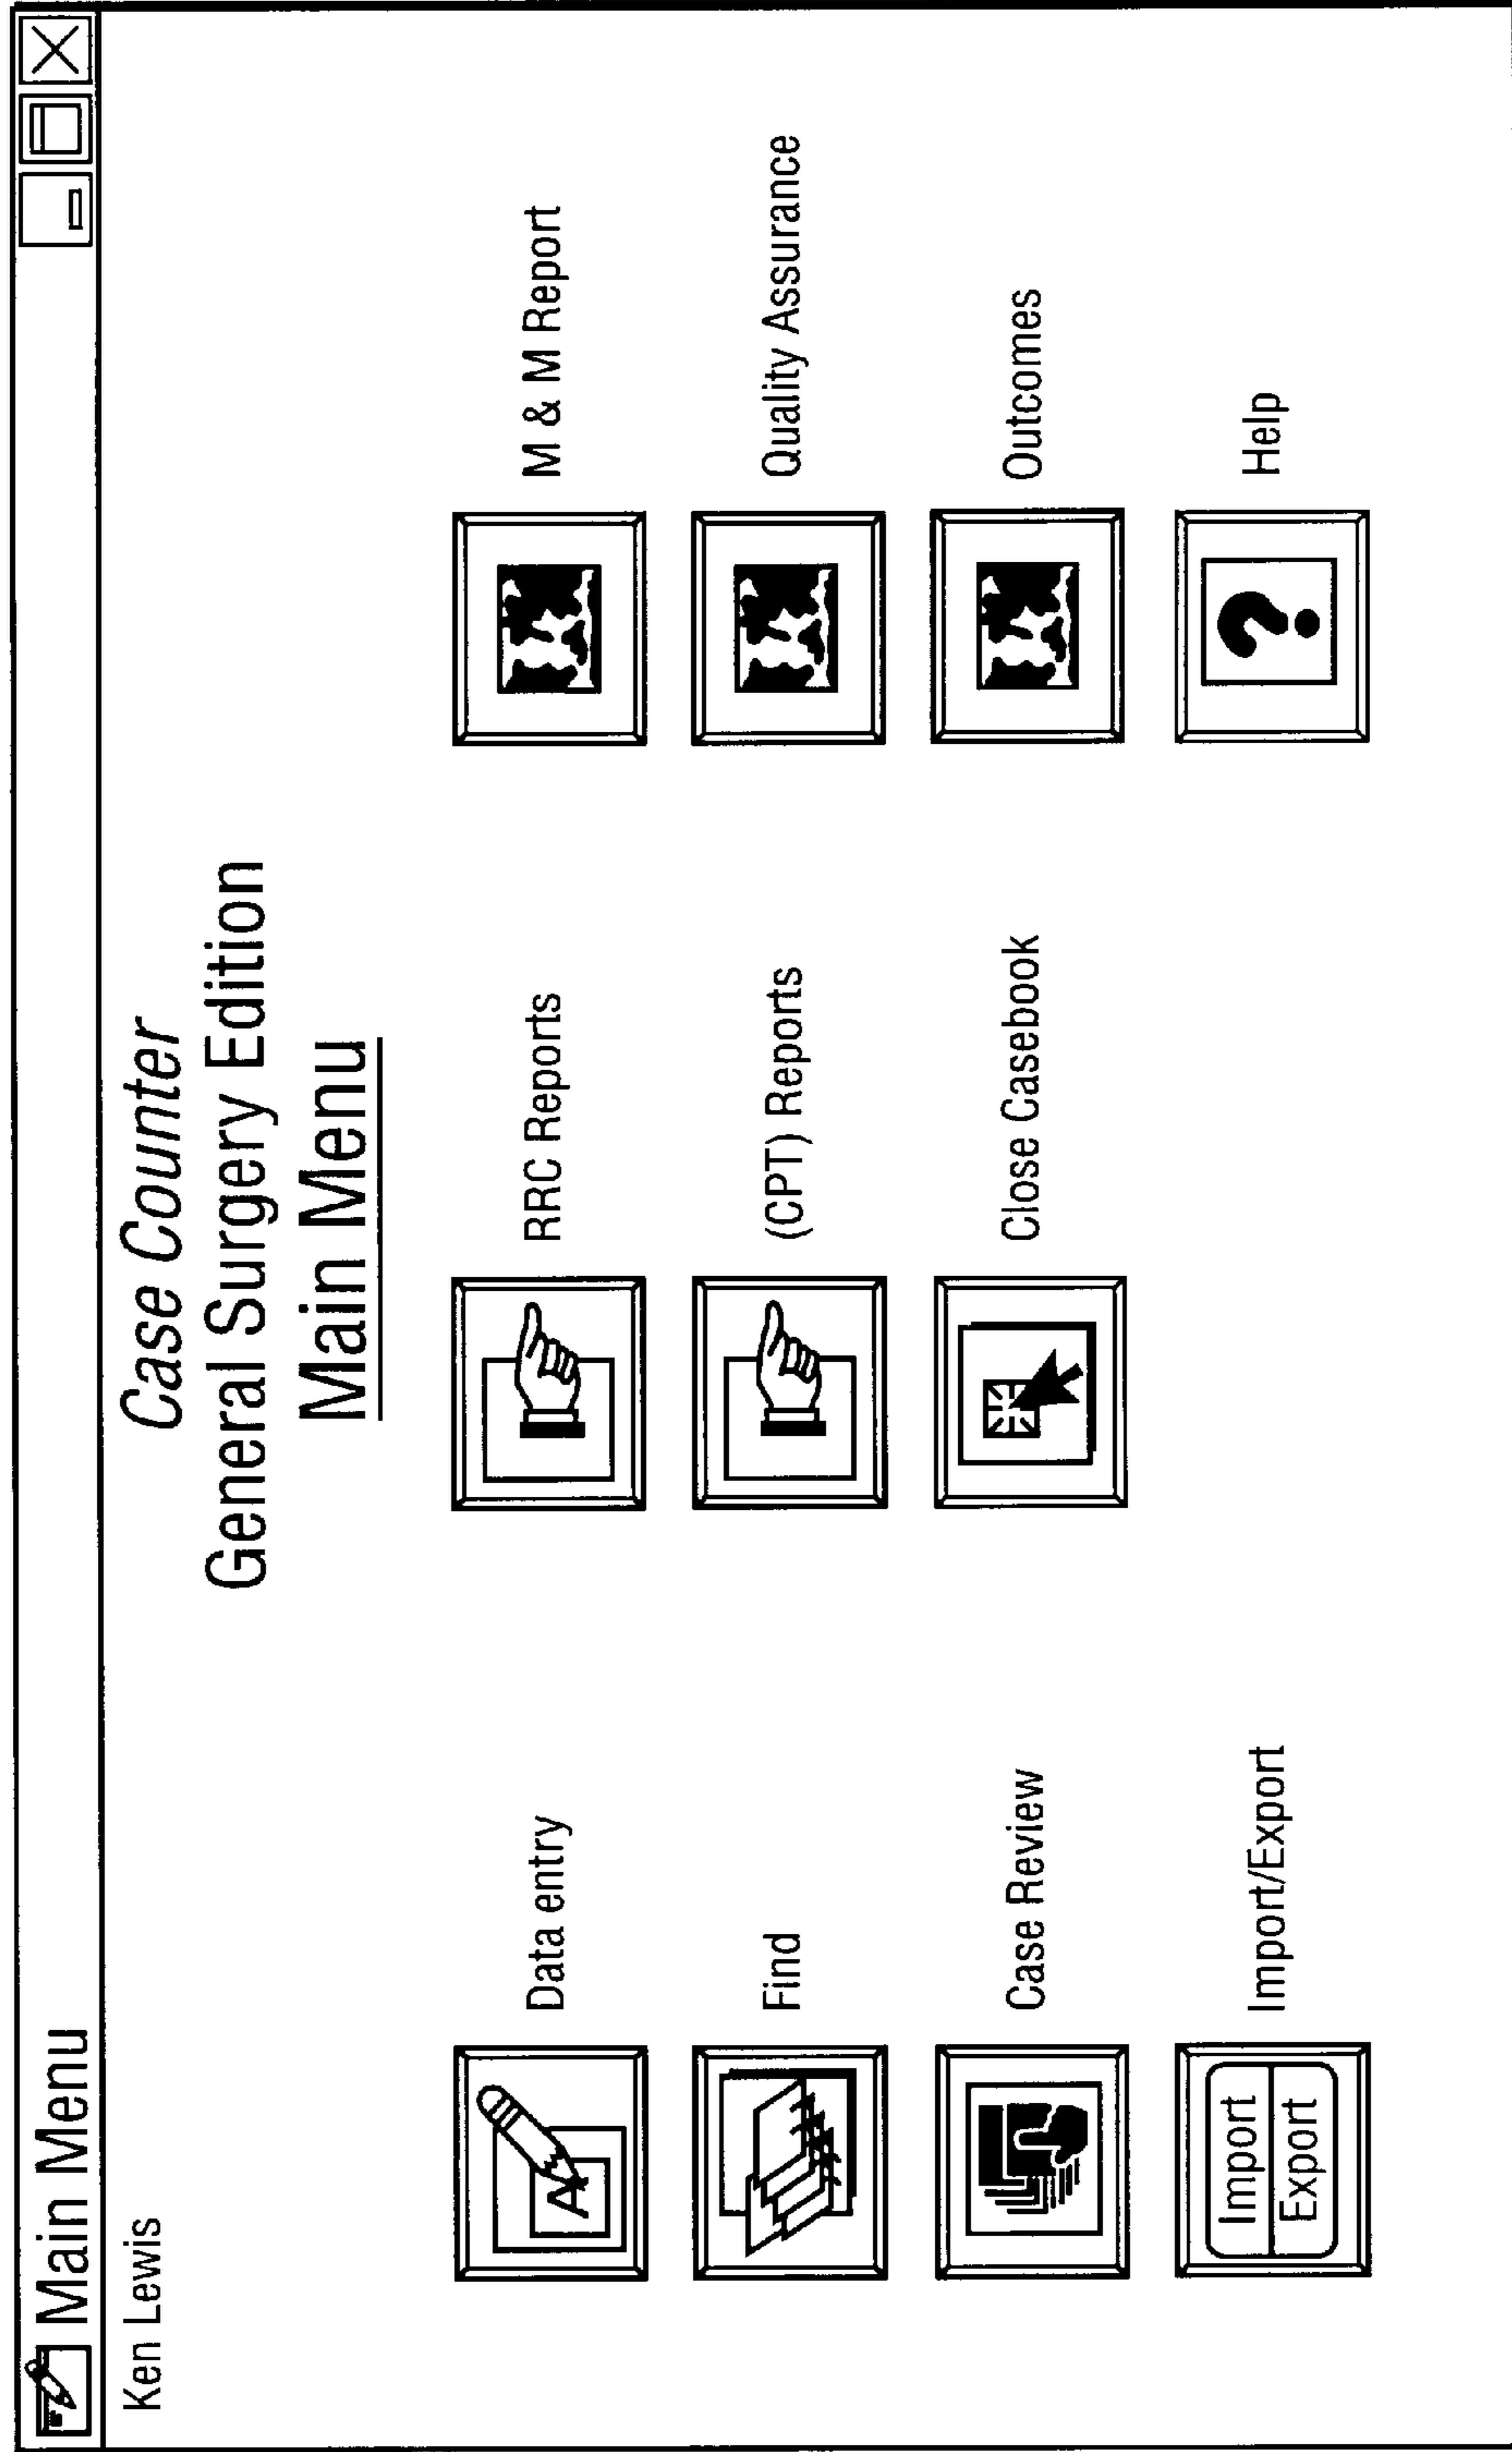 Main Menu
Ken Lewis
Case Counter
General Surgery Edition
Main Menu
Data entry
RRC Reports
M & M Report
Find
(CPT) Reports
Quality Assurance
Case Review
Close Casebook
Outcomes
Import
Export
Import/Export
Help